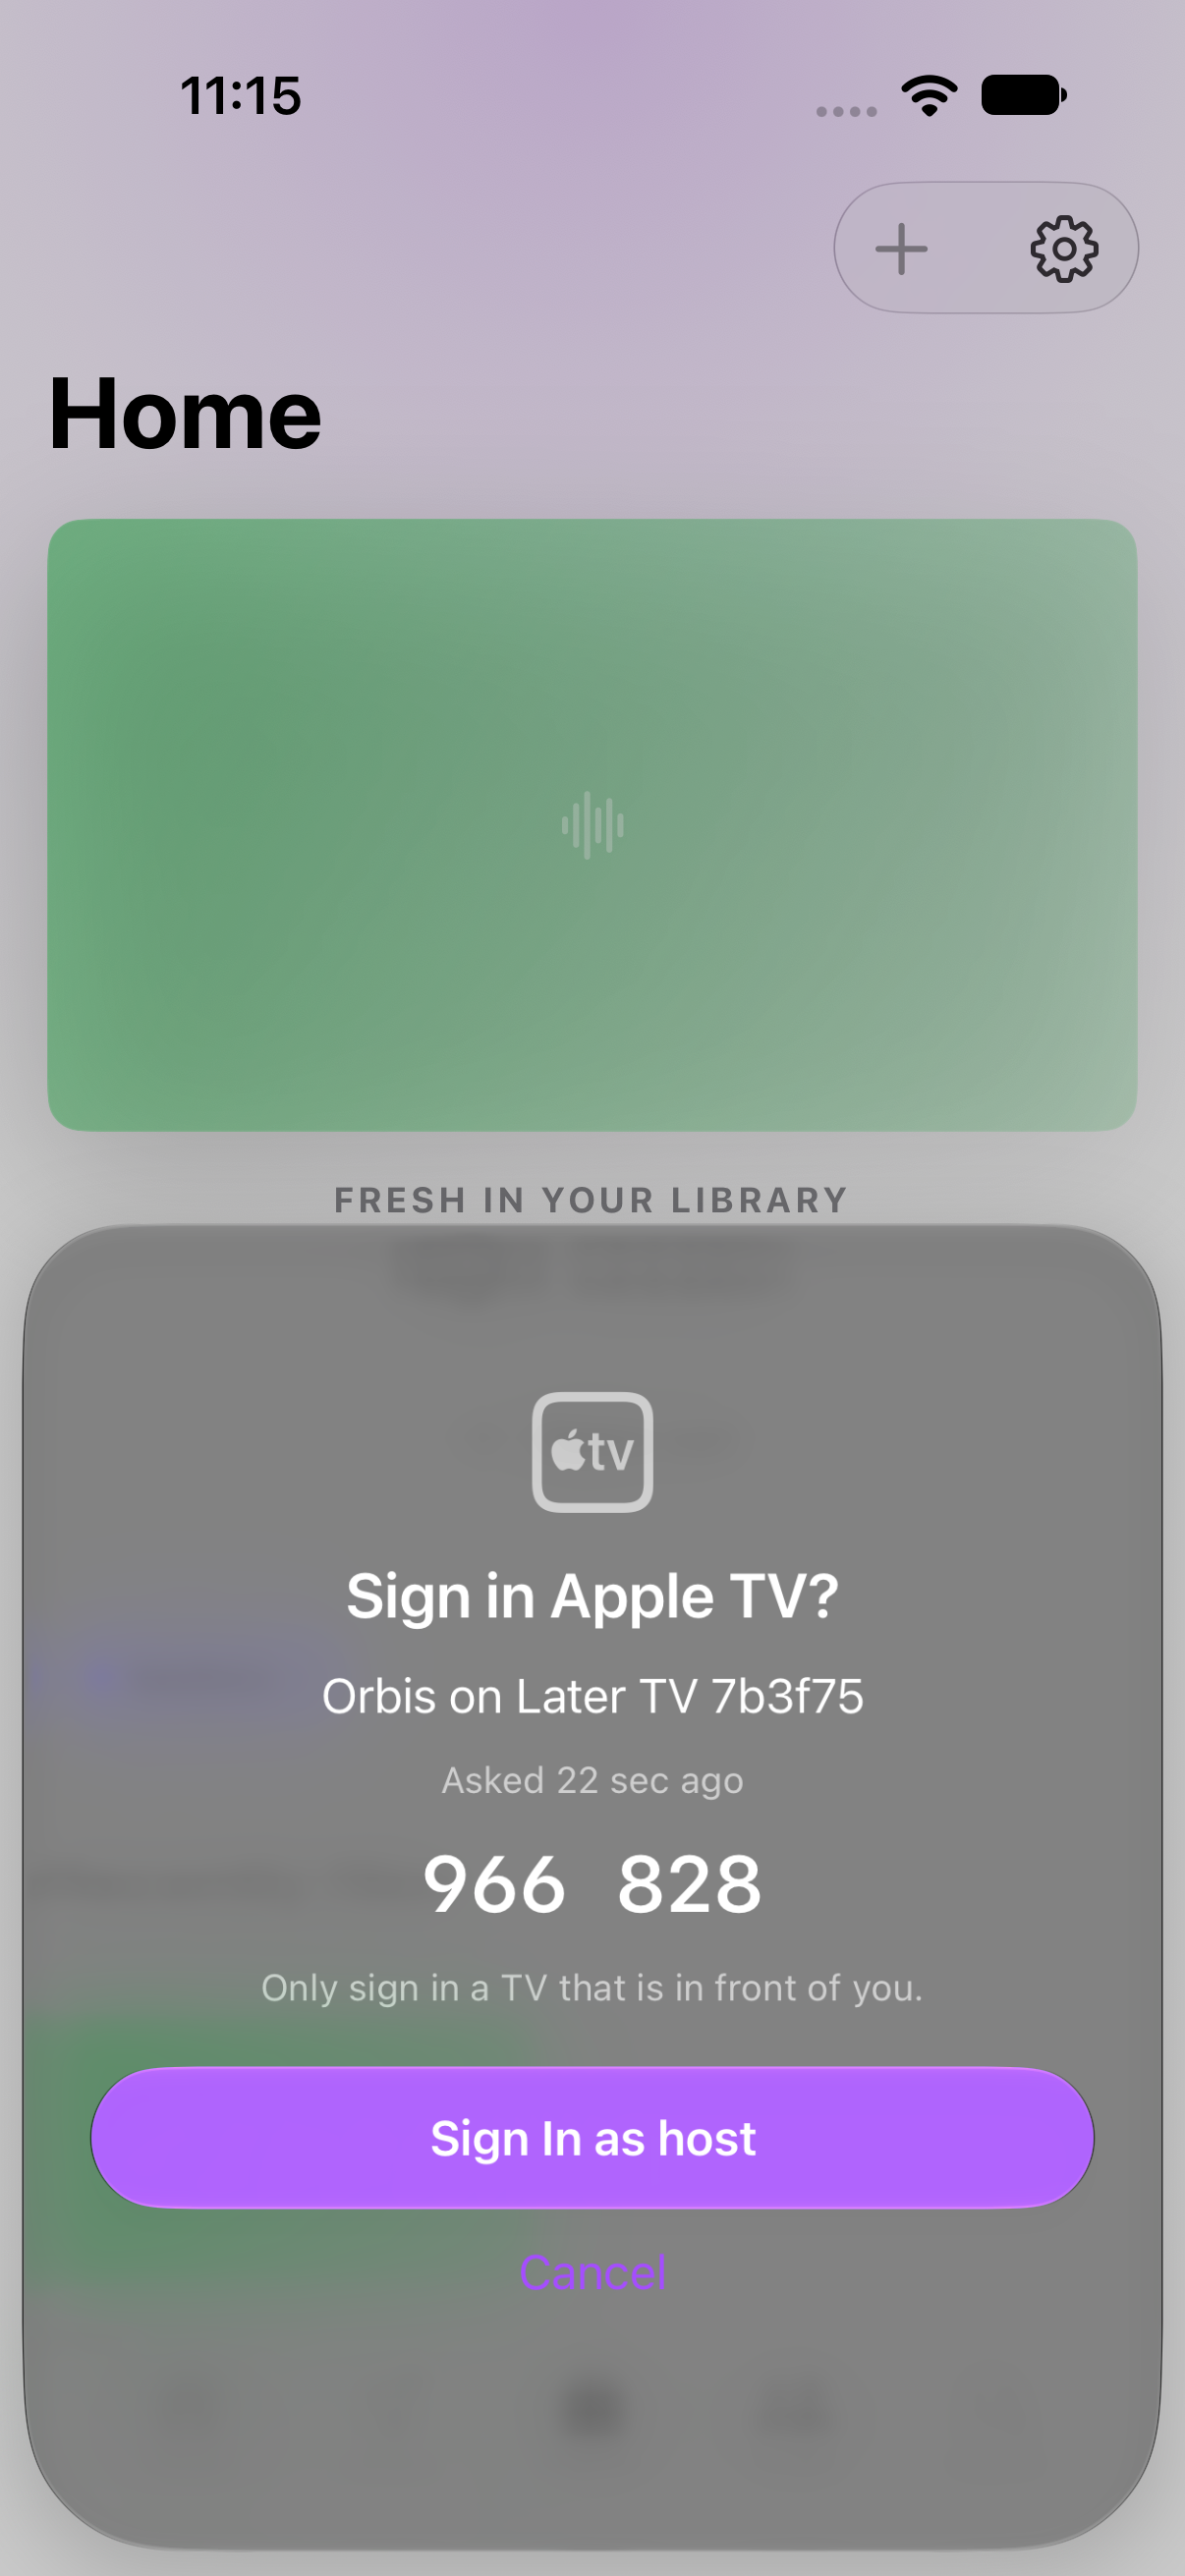 11:15
Home
FRESH IN YOUR LIBRARY
tv
Sign in Apple TV?
Orbis on Later TV 7b3f75
Asked 22 sec ago
966 828
Only sign in a TV that is in front of you.
Sign In as host
Cancel